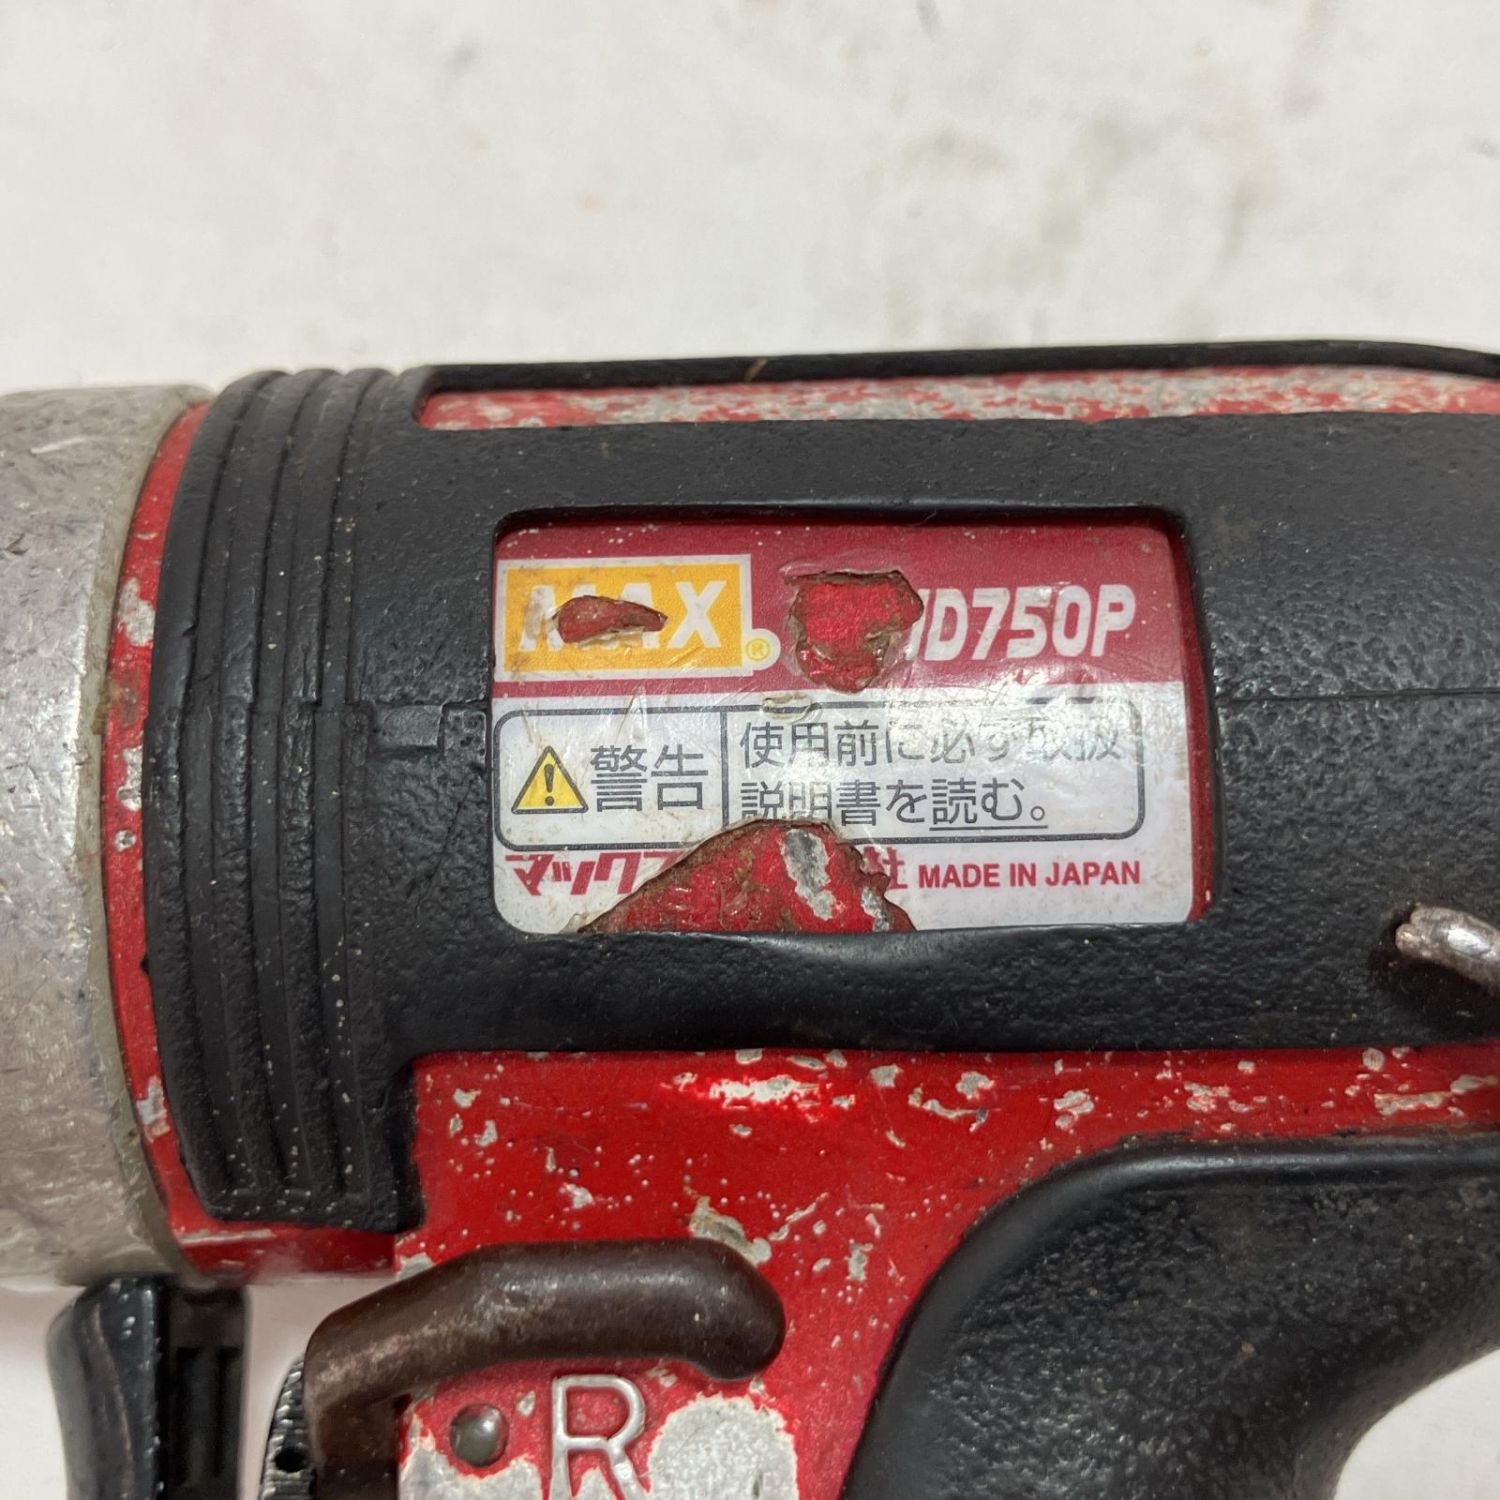 MAX®
D750P
警告
使用前に必ず取扱
説明書を読む。
マックス 社 MADE IN JAPAN
R